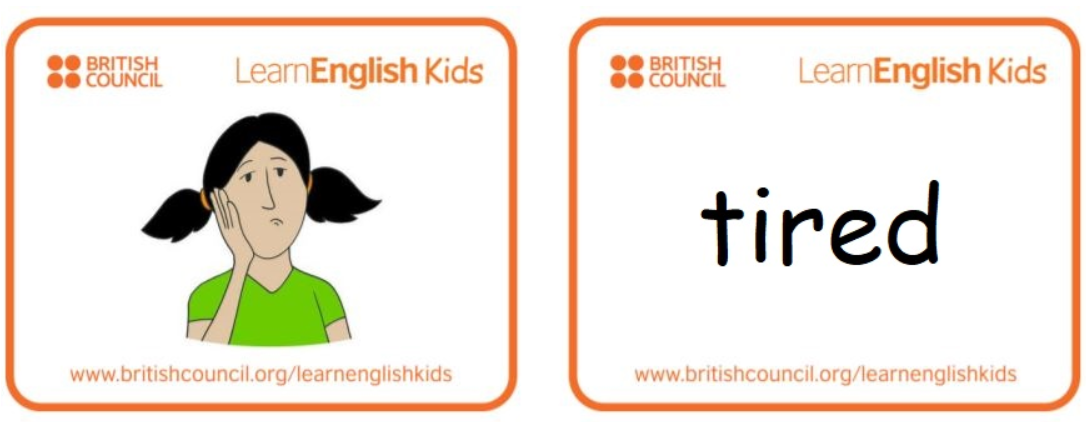 BRITISH
COUNCIL
LearnEnglish Kids
www.britishcouncil.org/learnenglishkids
BRITISH
COUNCIL
LearnEnglish Kids
tired
www.britishcouncil.org/learnenglishkids